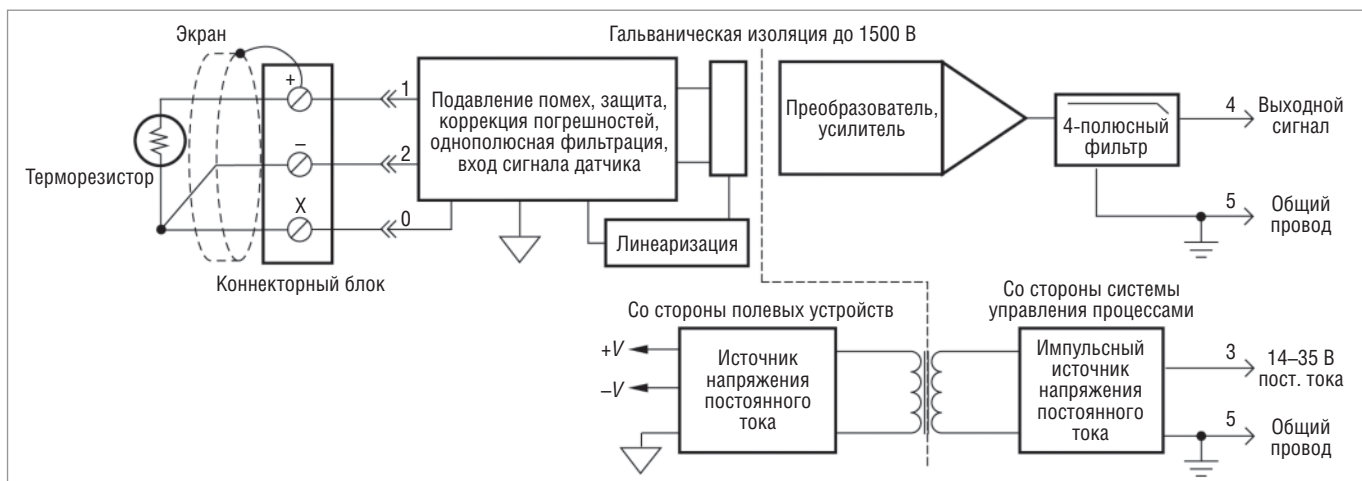 Экран
Гальваническая изоляция до 1500 В
+
1
Подавление помех, защита,
коррекция погрешностей,
однополюсная фильтрация,
вход сигнала датчика
Преобразователь,
усилитель
4-полюсный
фильтр
4
Выходной
сигнал
–
2
Терморезистор
X
0
Линеаризация
5
Общий
провод
Коннекторный блок
Со стороны полевых устройств
Со стороны системы
управления процессами
+V
–V
Источник
напряжения
постоянного
тока
Импульсный
источник
напряжения
постоянного
тока
3
14–35 В
пост. тока
5
Общий
провод